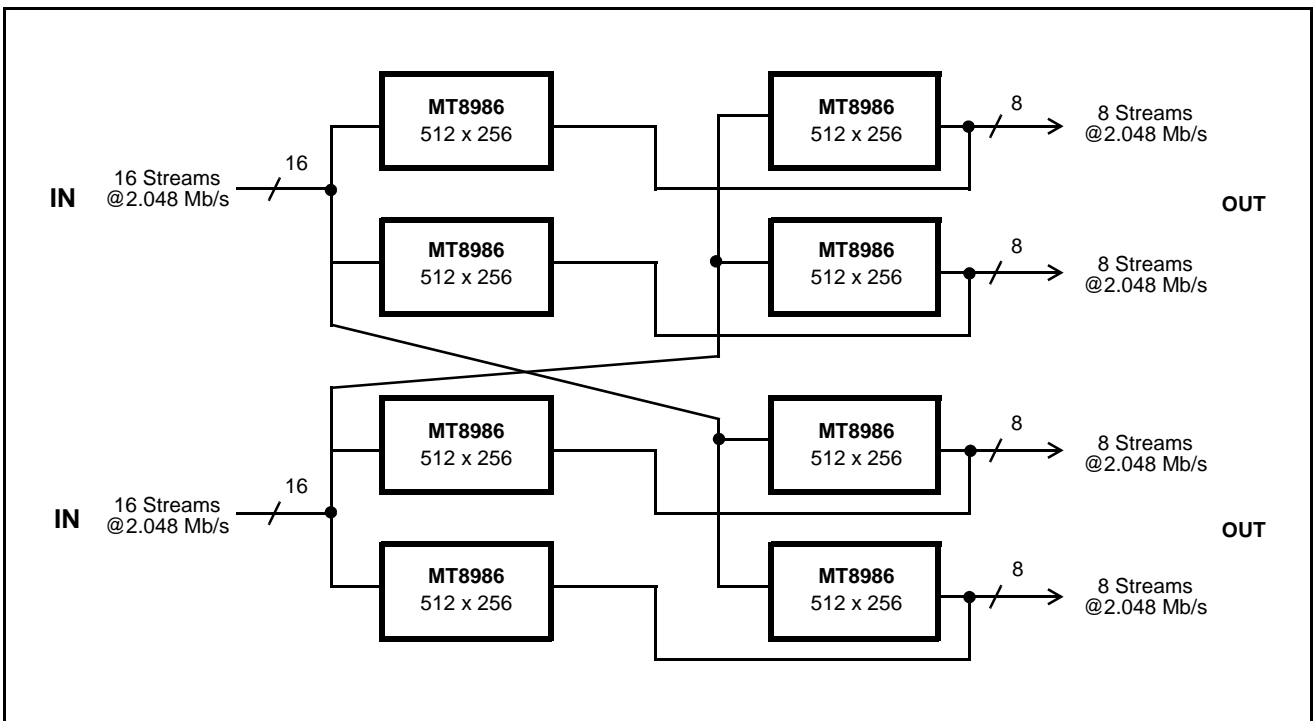 MT8986
512 x 256
MT8986
512 x 256
8
8 Streams
@2.048 Mb/s
IN
16 Streams
@2.048 Mb/s
16
OUT
MT8986
512 x 256
MT8986
512 x 256
8
8 Streams
@2.048 Mb/s
MT8986
512 x 256
MT8986
512 x 256
8
8 Streams
@2.048 Mb/s
IN
16 Streams
@2.048 Mb/s
16
OUT
MT8986
512 x 256
MT8986
512 x 256
8
8 Streams
@2.048 Mb/s